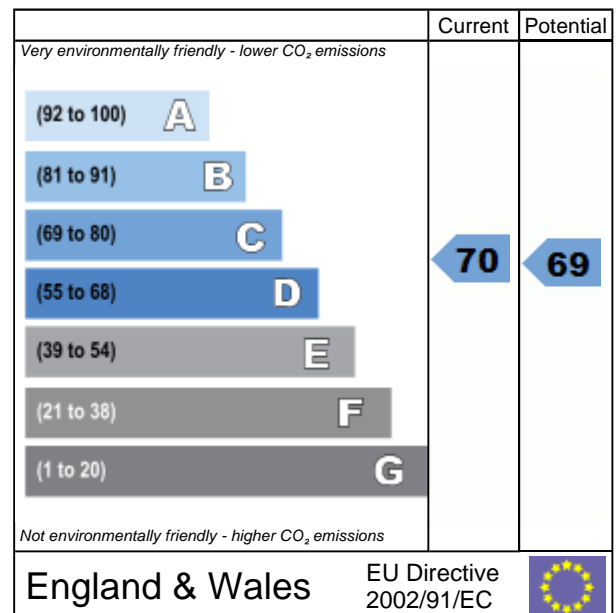 Current Potential
Very environmentally friendly - lower CO₂ emissions
(92 to 100) A
(81 to 91) B
(69 to 80) C
(55 to 68) D
(39 to 54) E
(21 to 38) F
(1 to 20) G
70
69
Not environmentally friendly - higher CO₂ emissions
England & Wales
EU Directive
2002/91/EC